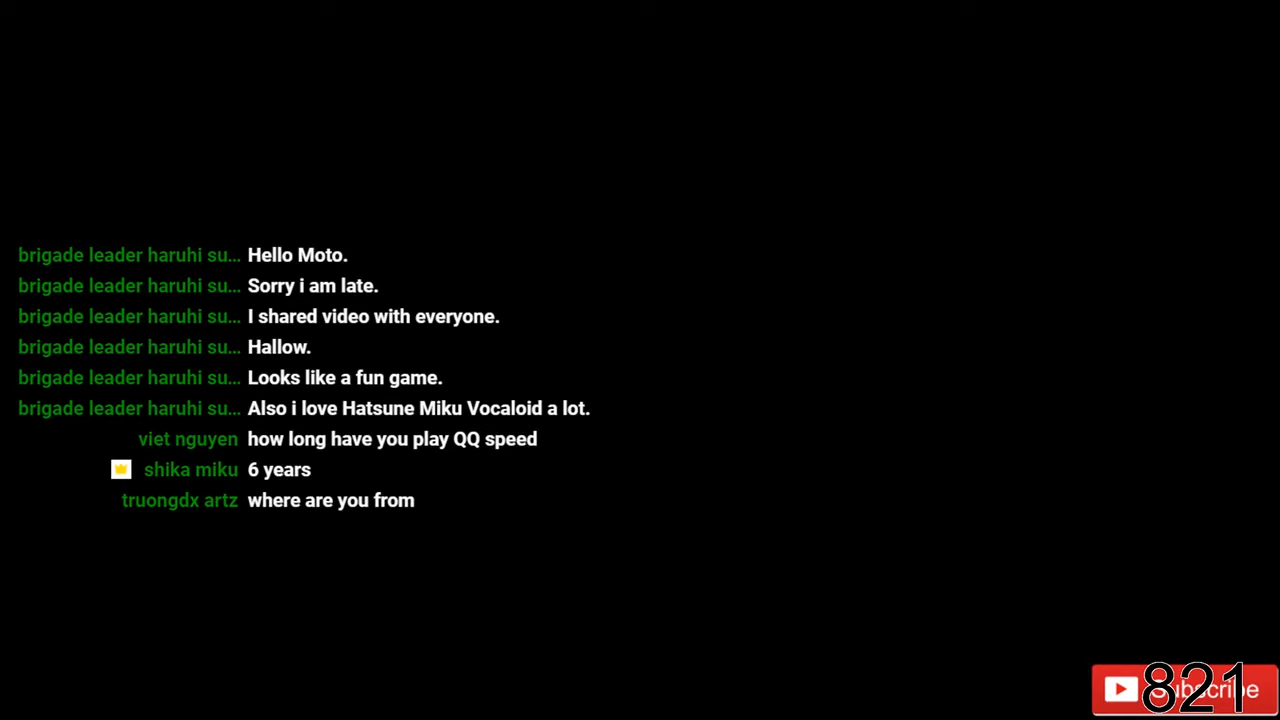 brigade leader haruhi su... Hello Moto.
brigade leader haruhi su... Sorry i am late.
brigade leader haruhi su... I shared video with everyone.
brigade leader haruhi su... Hallow.
brigade leader haruhi su... Looks like a fun game.
brigade leader haruhi su... Also i love Hatsune Miku Vocaloid a lot.
viet nguyen how long have you play QQ speed
shika miku 6 years
truongdx artz where are you from
Subscribe
821